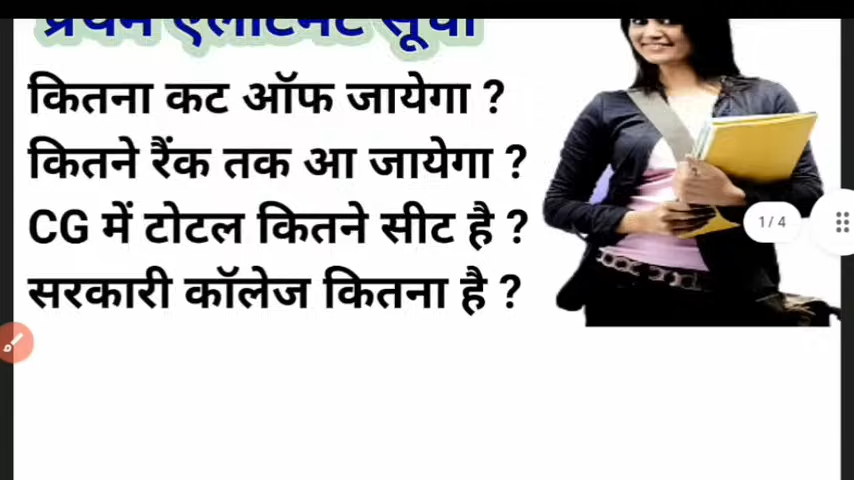 प्रथम एलॉटमेंट सूची
कितना कट ऑफ जायेगा ?
कितने रैंक तक आ जायेगा ?
CG में टोटल कितने सीट है ?
सरकारी कॉलेज कितना है ?
1/4